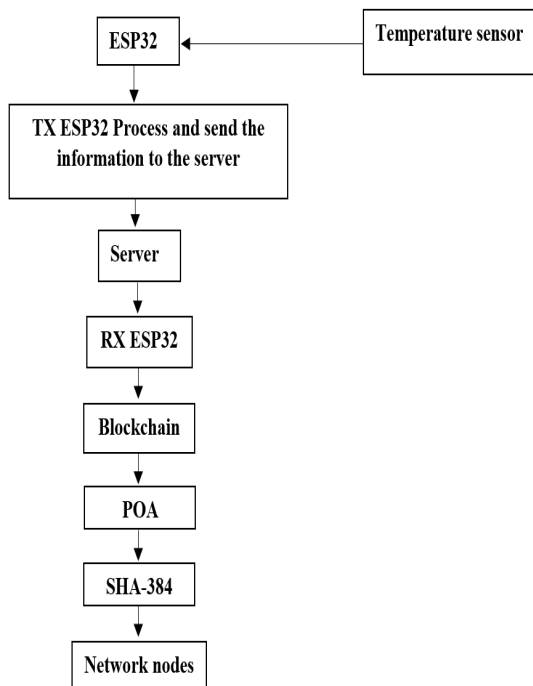 ESP32
Temperature sensor
TX ESP32 Process and send the
information to the server
Server
RX ESP32
Blockchain
POA
SHA-384
Network nodes